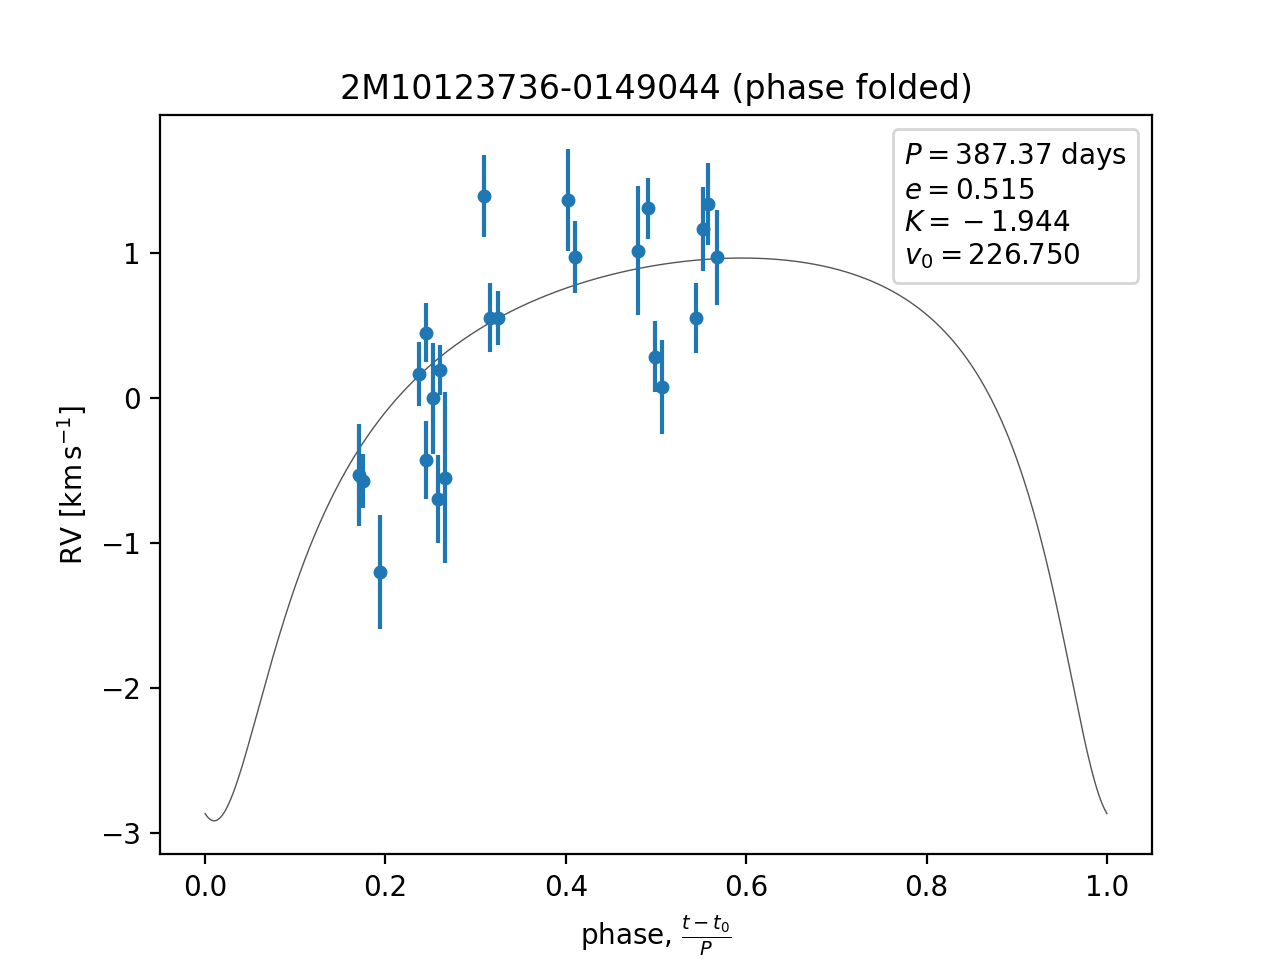 2M10123736-0149044 (phase folded)
P = 387.37 days
e = 0.515
K = −1.944
v₀ = 226.750
1
0
−1
−2
−3
RV [km s⁻¹]
0.0 0.2 0.4 0.6 0.8 1.0
phase, (t − t₀)/P